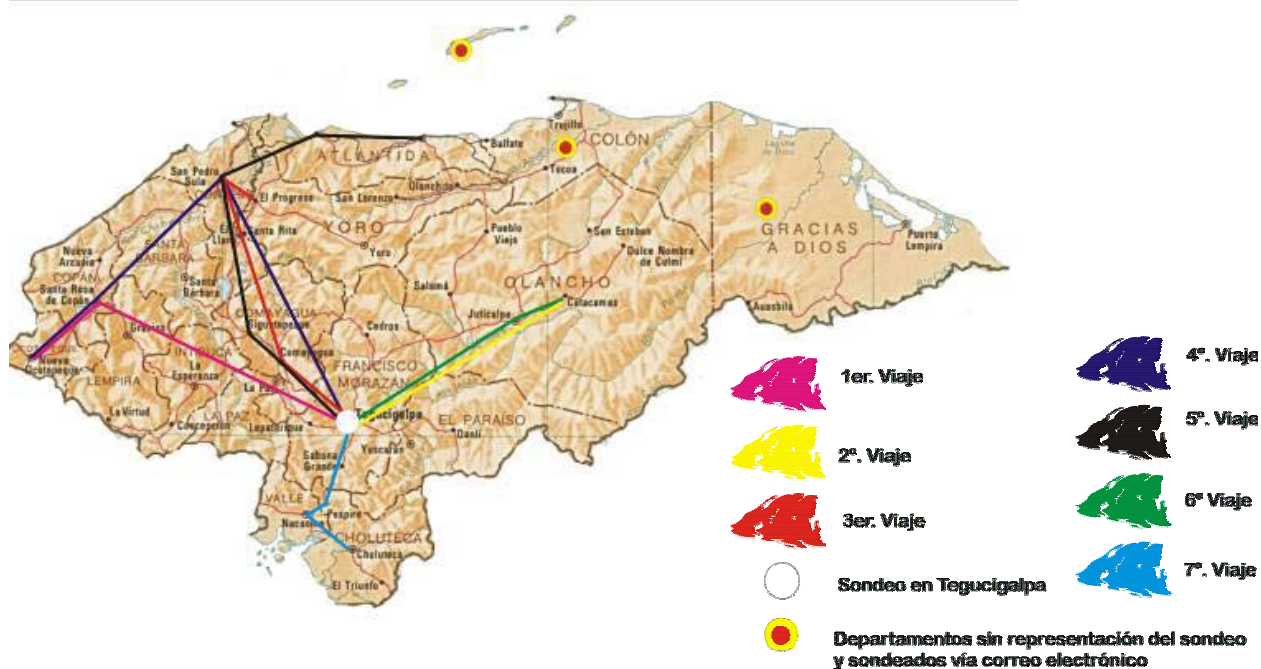 Trujillo
COLÓN
Balfate
ATLANTIDA
San Pedro
Sula
Tocoa
Olanchito
El Progreso
San Lorenzo
YORO
Santa Rita
Yoro
Pueblo
Viejo
San Esteban
Dulce Nombre
de Culmí
GRACIAS
A DIOS
Puerto
Lempira
Nueva
Arcadia
SANTA
BARBARA
COPÁN
Santa Rosa
de Copán
Santa
Bárbara
Salamá
OLANCHO
Catacamas
Juticalpa
Auasbila
COMAYAGUA
Siguatepeque
Cedros
Gracias
INTIBUCA
La
Esperanza
Comayagua
FRANCISCO
MORAZÁN
Nueva
Ocotepeque
LEMPIRA
La Virtud
Concepción
LA PAZ
Lepaterique
Tegucigalpa
EL PARAÍSO
Danlí
Yuscarán
Sabana
Grande
VALLE
Pespire
Nacaome
CHOLUTECA
Choluteca
El Triunfo
1er. Viaje
2º. Viaje
3er. Viaje
Sondeo en Tegucigalpa
Departamentos sin representación del sondeo
y sondeados vía correo electrónico
4º. Viaje
5º. Viaje
6º Viaje
7º. Viaje